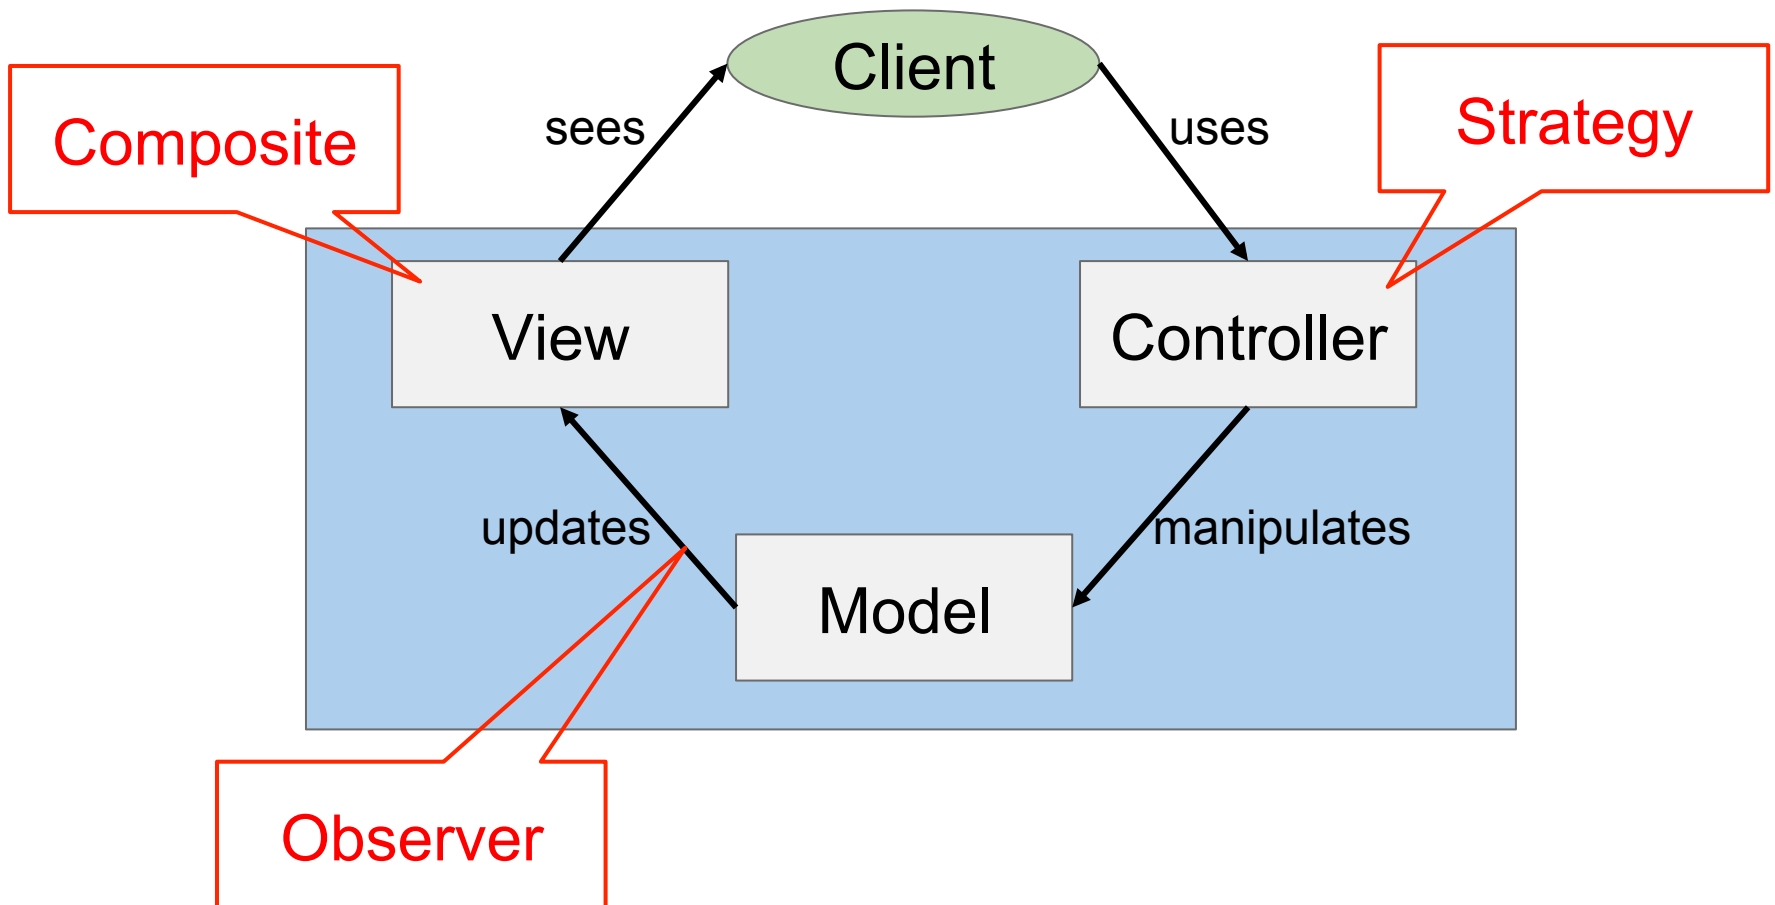 Client
Strategy
Composite
sees
uses
View
Controller
updates
manipulates
Model
Observer